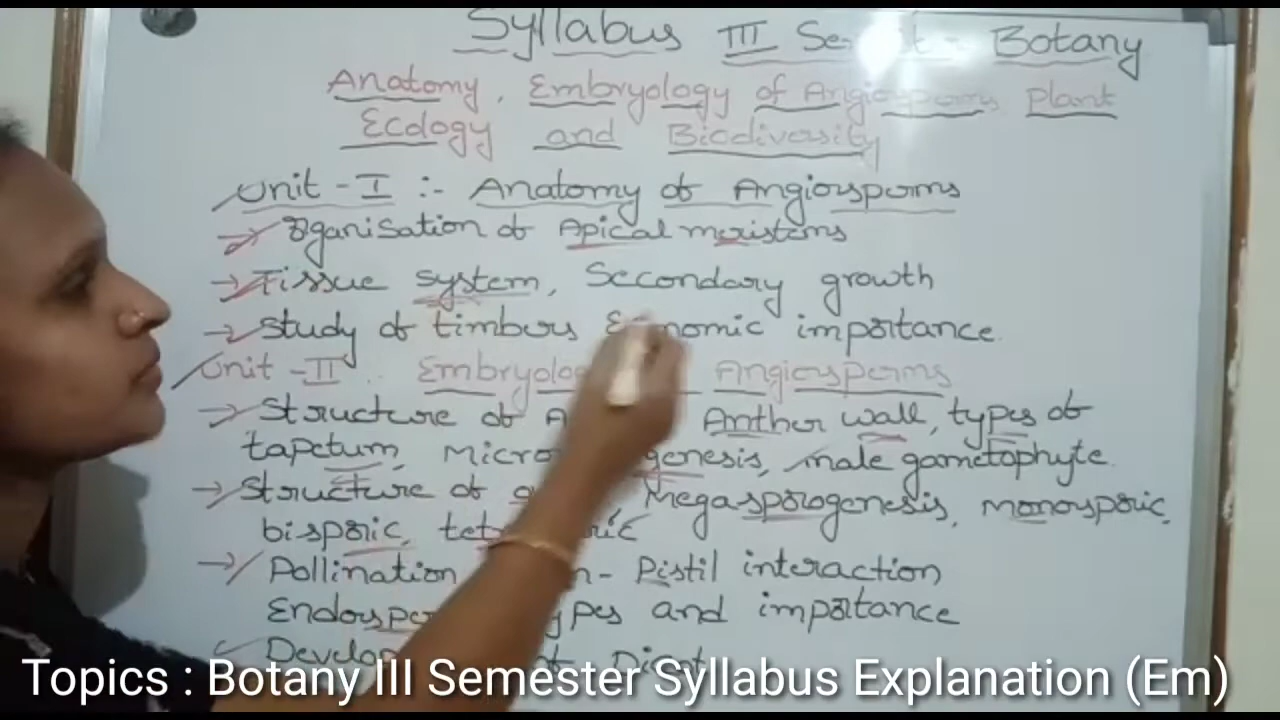 Syllabus III Botany
Anatomy, Embryology of Angiosperms plant
Ecology and Biodiversity
Unit - I :- Anatomy of Angiosperms
→ Organisation of Apical meristems
→ Tissue system, Secondary growth
→ Study of timbers Economic importance.
Unit - II Angiosperms
→ Structure of Anther wall, types of
tapetum, genesis, male gametophyte.
→ Structure of Megasporogenesis, monosporic,
bisporic,
→ Pollination - Pistil interaction
and importance
Topics : Botany III Semester Syllabus Explanation (Em)